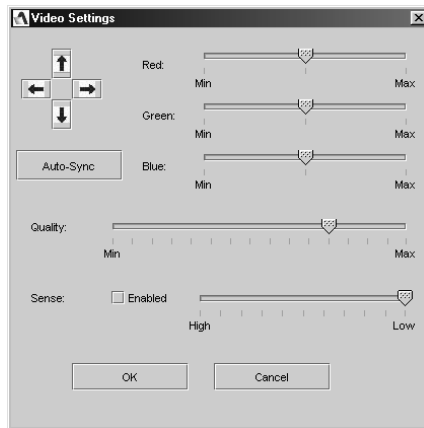 Video Settings
Red:
Min Max
Green:
Min Max
Auto-Sync
Blue:
Min Max
Quality:
Min Max
Sense:
Enabled
High Low
OK Cancel